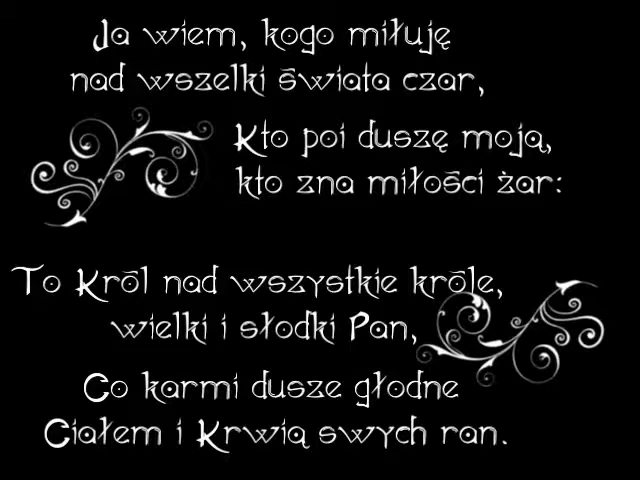 Ja wiem, kogo miłuję
nad wszelki świata czar,
Kto poi duszę moją,
kto zna miłości żar:
To Król nad wszystkie króle,
wielki i słodki Pan,
Co karmi dusze głodne
Ciałem i Krwią swych ran.